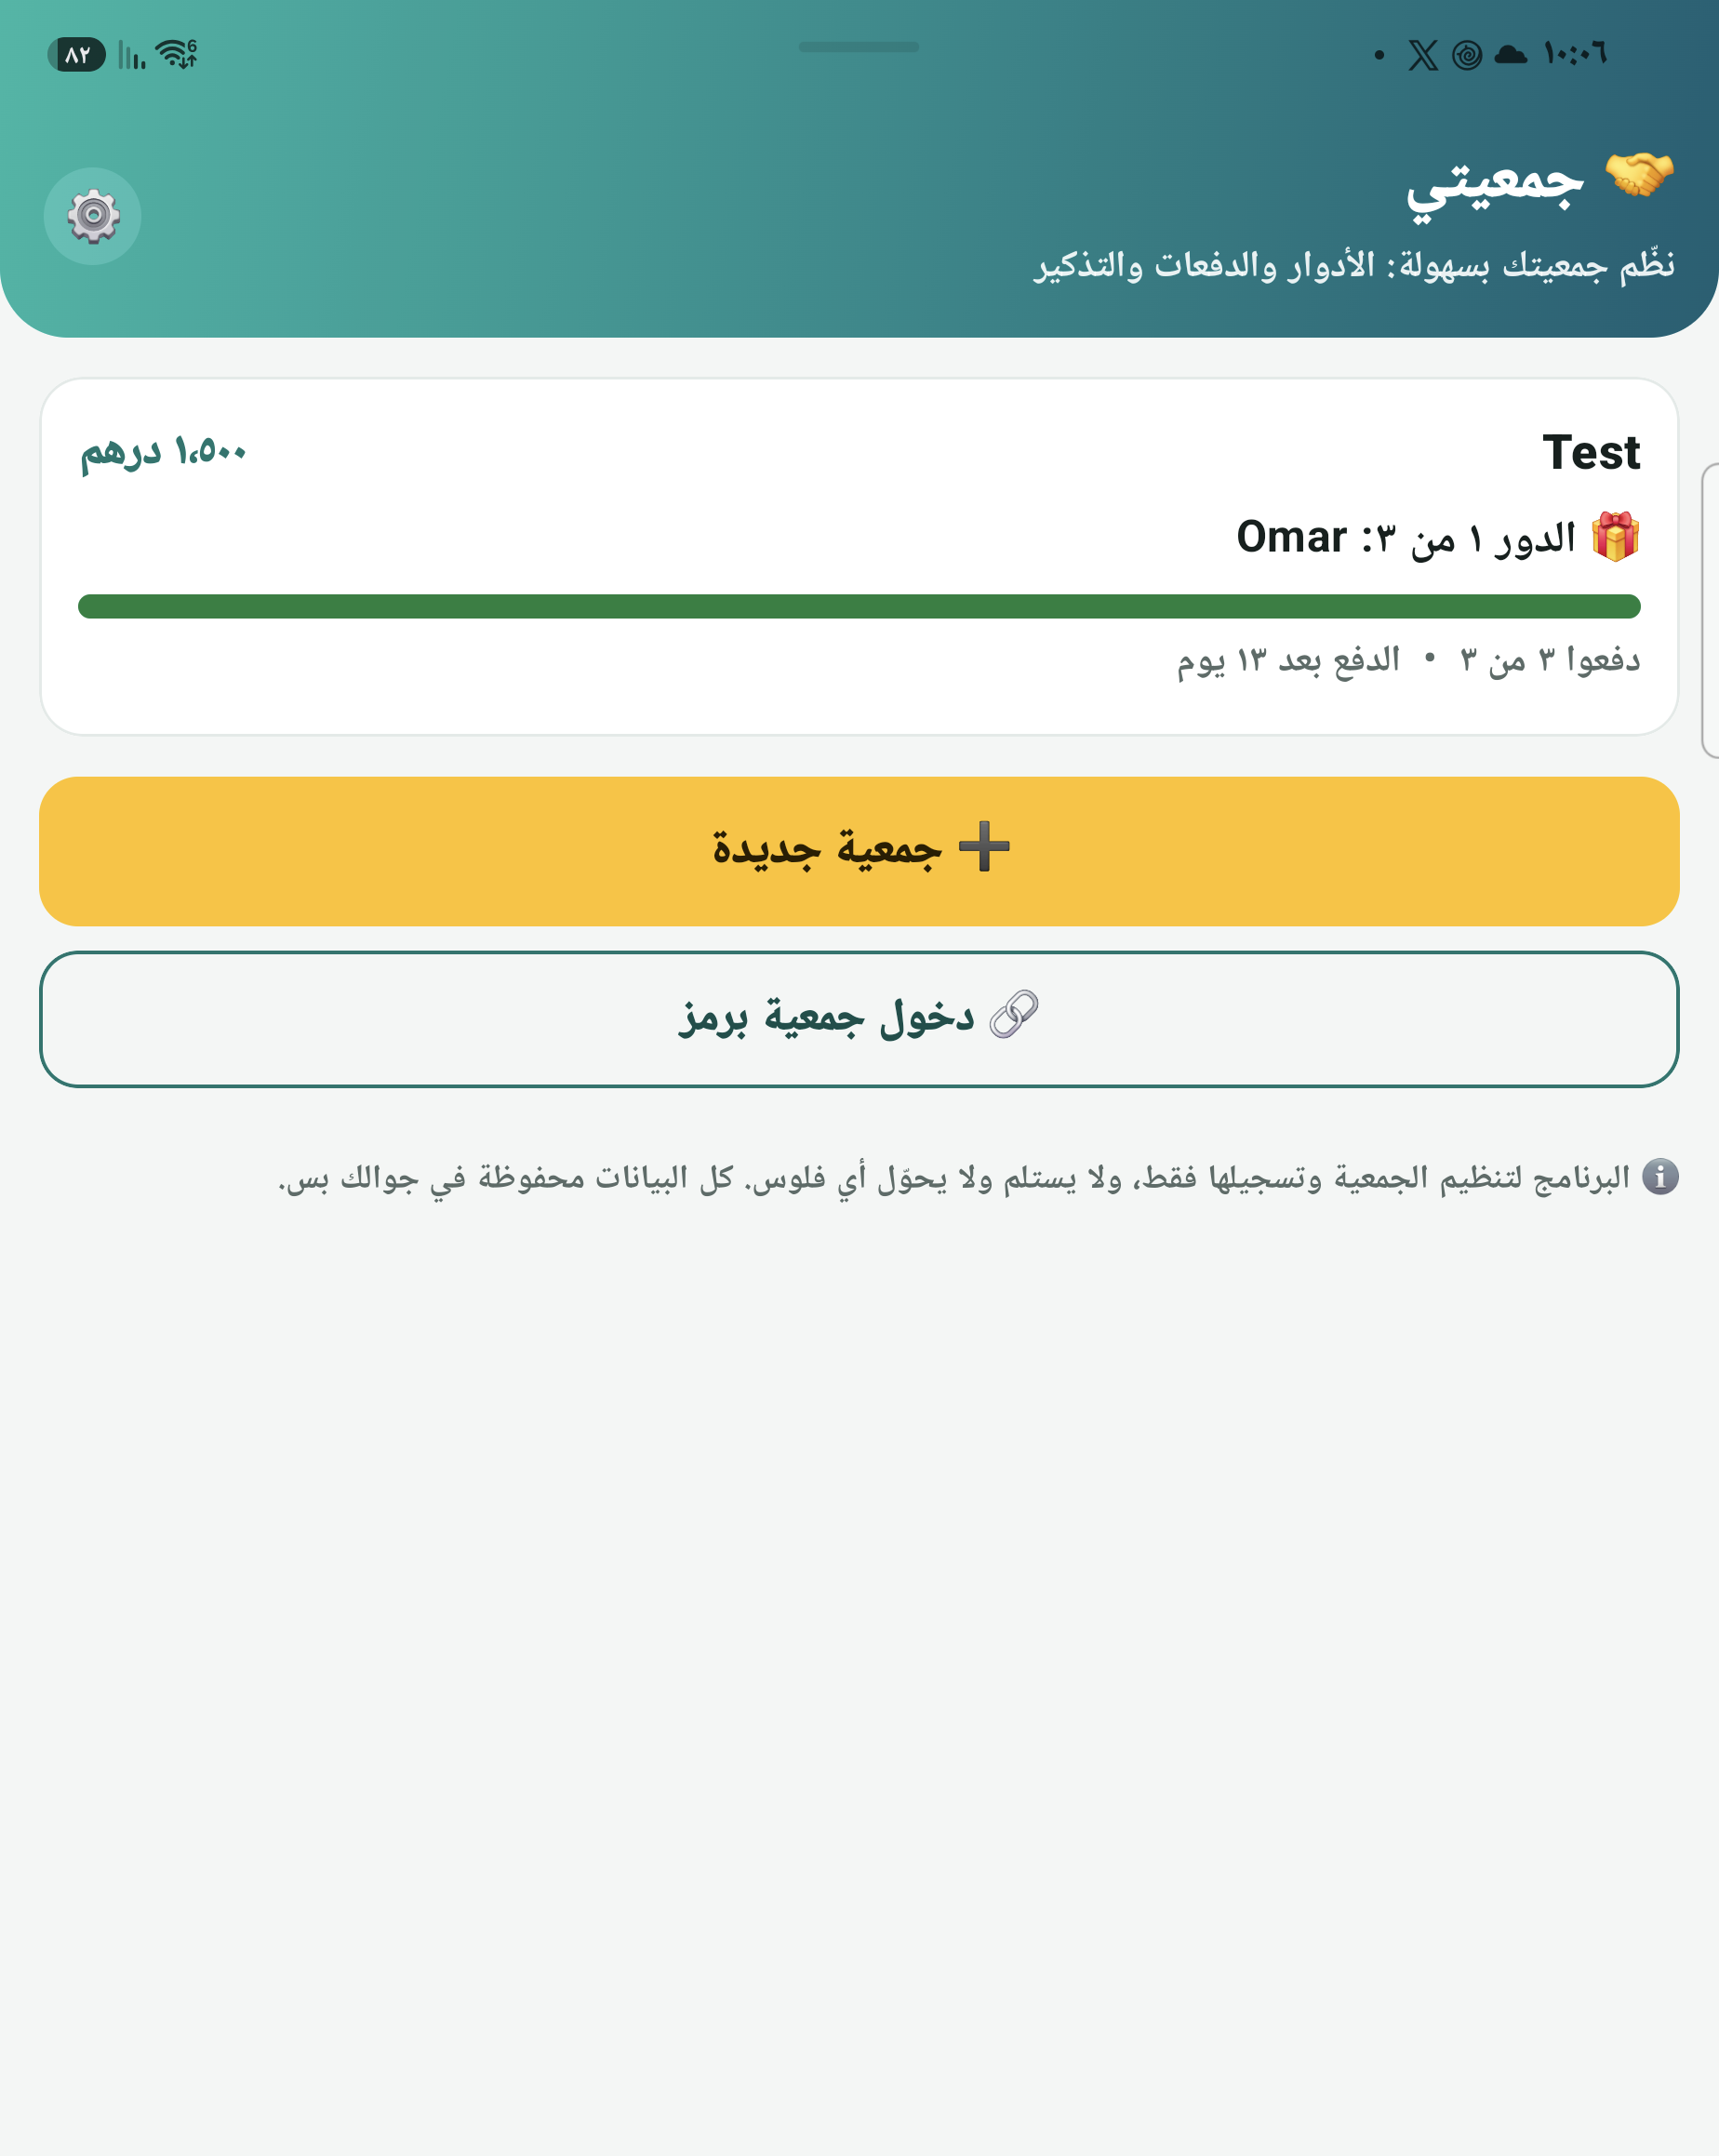 ١٠:٠٦
6
٨٢
🤝 جمعيتي
نظّم جمعيتك بسهولة: الأدوار والدفعات والتذكير
Test
١،٥٠٠ درهم
🎁 الدور ١ من ٣: Omar
دفعوا ٣ من ٣ • الدفع بعد ١٣ يوم
➕ جمعية جديدة
🔗 دخول جمعية برمز
ℹ️ البرنامج لتنظيم الجمعية وتسجيلها فقط، ولا يستلم ولا يحوّل أي فلوس. كل البيانات محفوظة في جوالك بس.